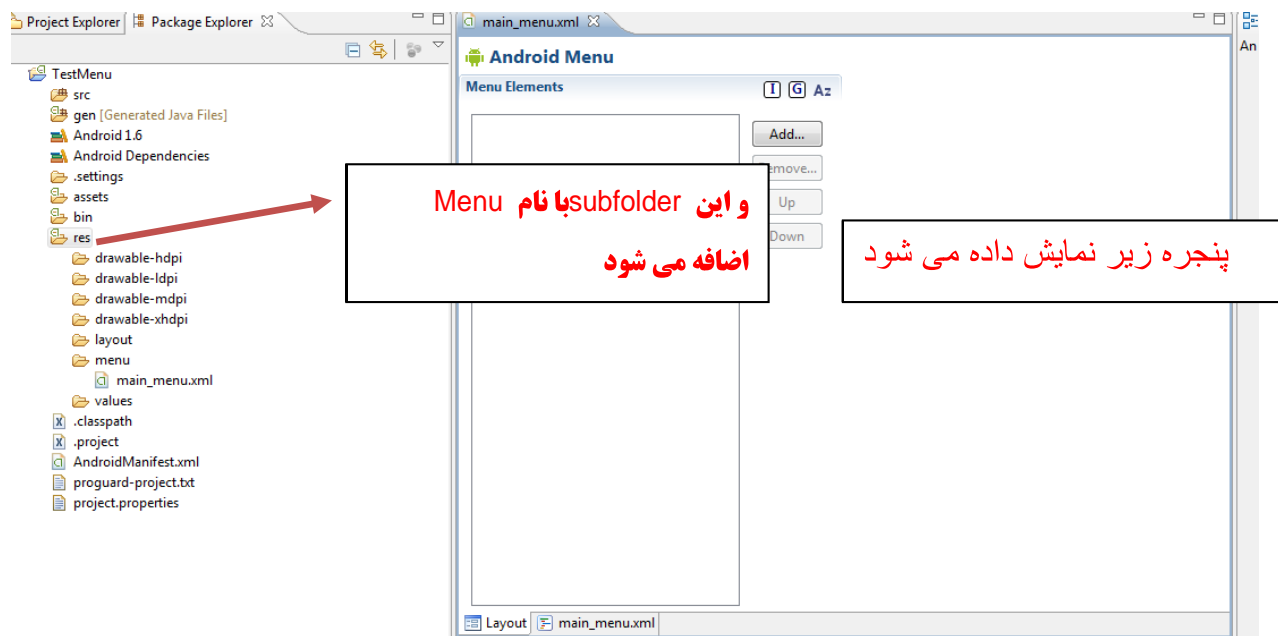 Project Explorer
Package Explorer
TestMenu
src
gen [Generated Java Files]
Android 1.6
Android Dependencies
.settings
assets
bin
res
drawable-hdpi
drawable-ldpi
drawable-mdpi
drawable-xhdpi
layout
menu
main_menu.xml
values
.classpath
.project
AndroidManifest.xml
proguard-project.txt
project.properties
main_menu.xml
Android Menu
Menu Elements
I G Az
Add...
Remove...
Up
Down
و این subfolderبا نام Menu
اضافه می شود
پنجره زیر نمایش داده می شود
Layout
main_menu.xml
An